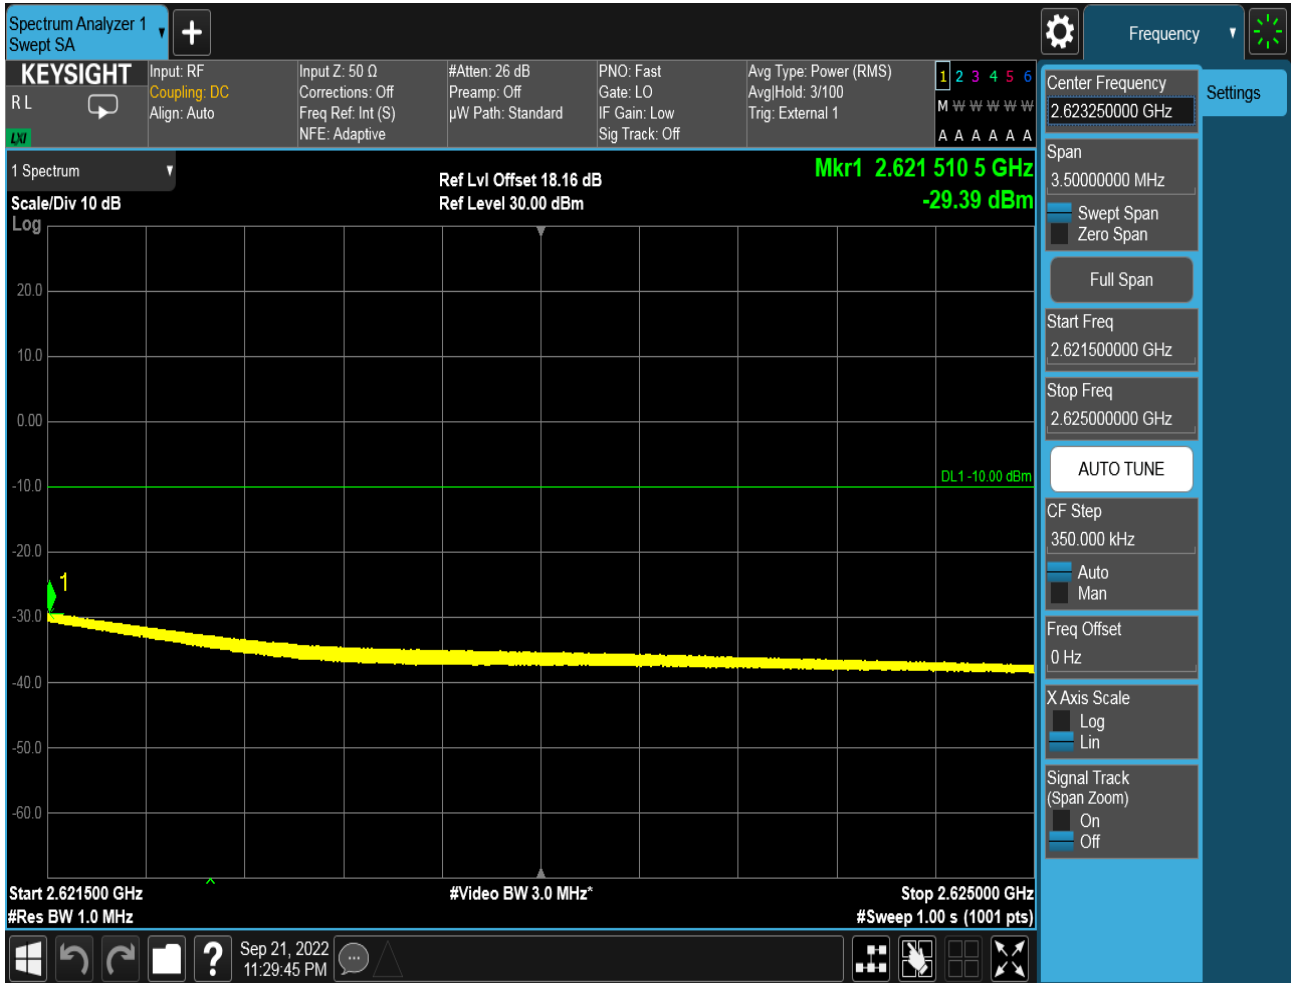 Spectrum Analyzer 1
Swept SA
Frequency
KEYSIGHT
R L
LXI
Input: RF
Coupling: DC
Align: Auto
Input Z: 50 Ω
Corrections: Off
Freq Ref: Int (S)
NFE: Adaptive
#Atten: 26 dB
Preamp: Off
µW Path: Standard
PNO: Fast
Gate: LO
IF Gain: Low
Sig Track: Off
Avg Type: Power (RMS)
Avg|Hold: 3/100
Trig: External 1
1 2 3 4 5 6
M W W W W W
A A A A A A
1 Spectrum
Scale/Div 10 dB
Log
Ref Lvl Offset 18.16 dB
Ref Level 30.00 dBm
Mkr1 2.621 510 5 GHz
-29.39 dBm
20.0
10.0
0.00
-10.0
-20.0
-30.0
-40.0
-50.0
-60.0
DL1 -10.00 dBm
1
Start 2.621500 GHz
#Res BW 1.0 MHz
#Video BW 3.0 MHz*
Stop 2.625000 GHz
#Sweep 1.00 s (1001 pts)
Sep 21, 2022
11:29:45 PM
?
Center Frequency
2.623250000 GHz
Settings
Span
3.50000000 MHz
Swept Span
Zero Span
Full Span
Start Freq
2.621500000 GHz
Stop Freq
2.625000000 GHz
AUTO TUNE
CF Step
350.000 kHz
Auto
Man
Freq Offset
0 Hz
X Axis Scale
Log
Lin
Signal Track
(Span Zoom)
On
Off